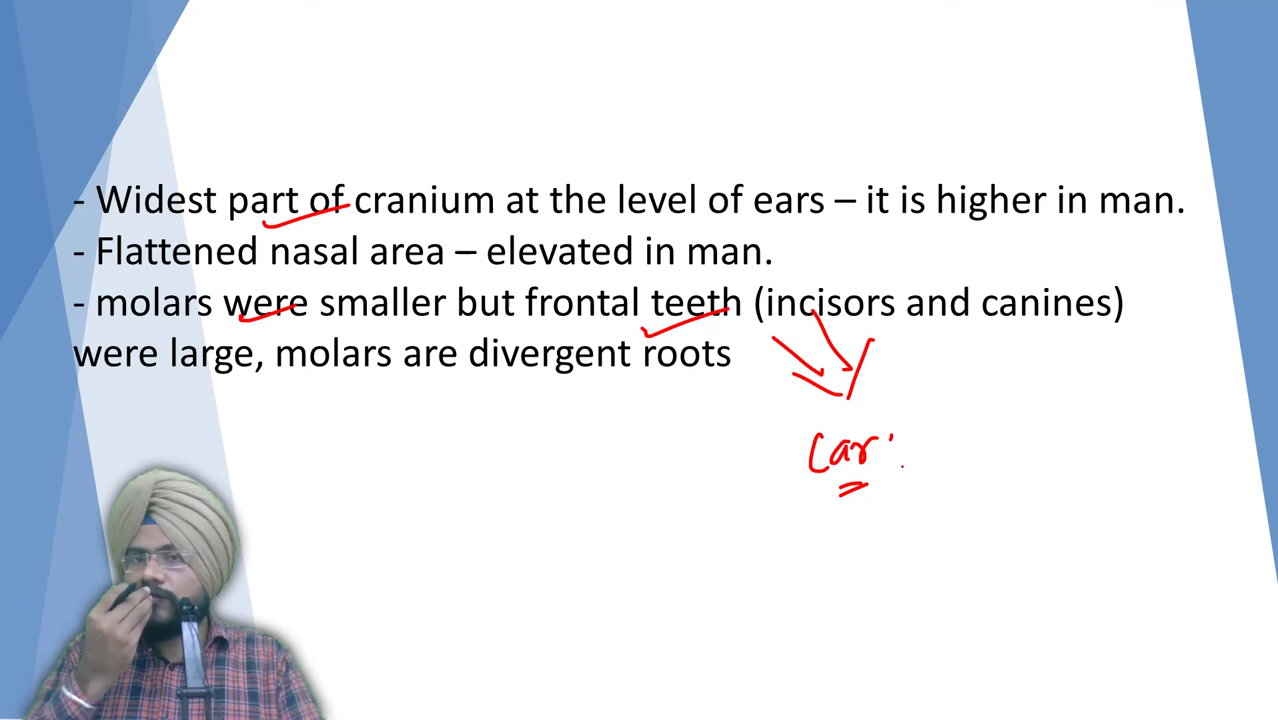 - Widest part of cranium at the level of ears – it is higher in man.
- Flattened nasal area – elevated in man.
- molars were smaller but frontal teeth (incisors and canines)
were large, molars are divergent roots
Car